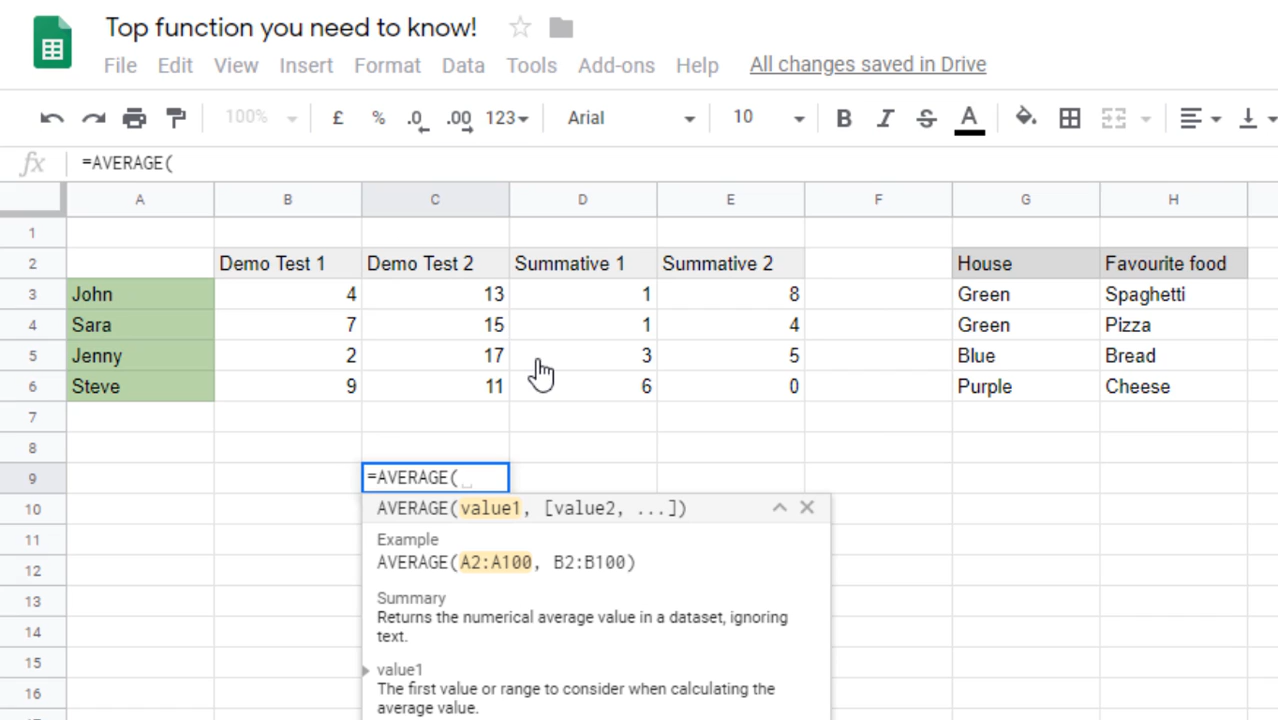 Top function you need to know!
File Edit View Insert Format Data Tools Add-ons Help All changes saved in Drive
100% £ % .0 .00 123 Arial 10 B I S A
fx =AVERAGE(
A B C D E F G H
1
2 Demo Test 1 Demo Test 2 Summative 1 Summative 2 House Favourite food
3 John 4 13 1 8 Green Spaghetti
4 Sara 7 15 1 4 Green Pizza
5 Jenny 2 17 3 5 Blue Bread
6 Steve 9 11 6 0 Purple Cheese
7
8
9 =AVERAGE(
10 AVERAGE(value1, [value2, ...])
11 Example
12 AVERAGE(A2:A100, B2:B100)
13 Summary
Returns the numerical average value in a dataset, ignoring
14 text.
15 value1
16 The first value or range to consider when calculating the
average value.